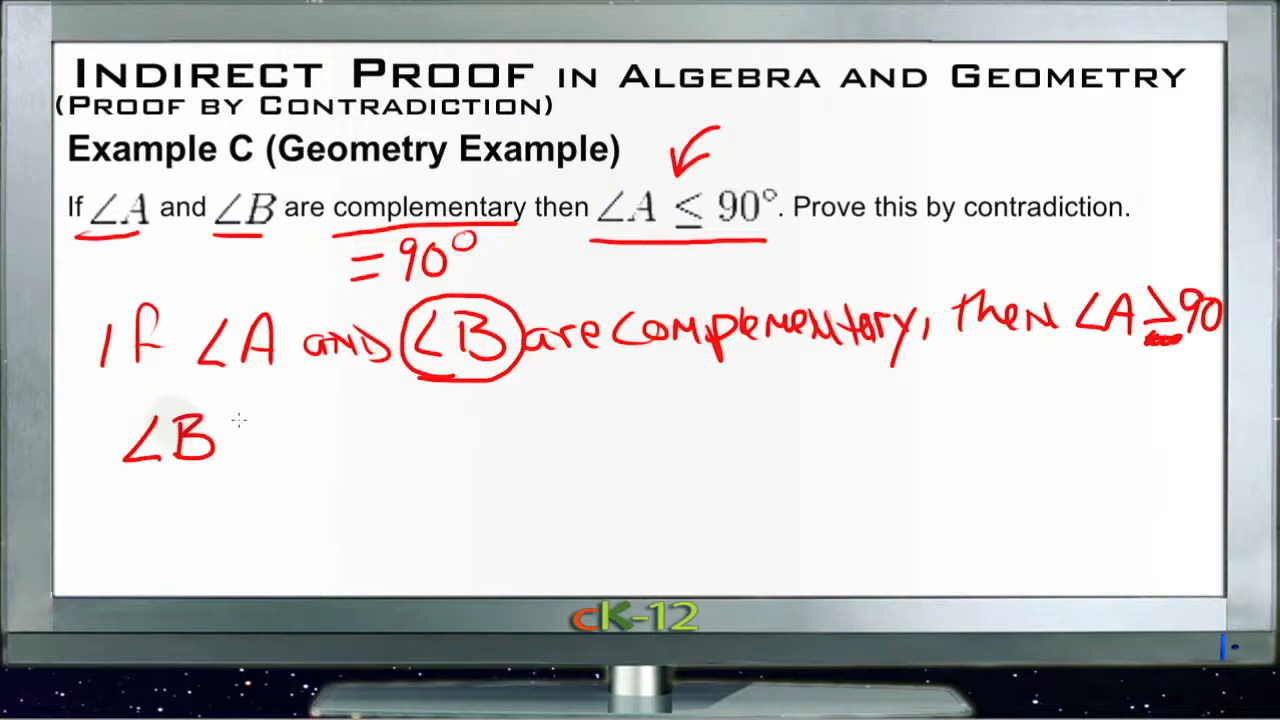 INDIRECT PROOF IN ALGEBRA AND GEOMETRY
(PROOF BY CONTRADICTION)
Example C (Geometry Example)
If ∠A and ∠B are complementary then ∠A ≤ 90°. Prove this by contradiction.
= 90°
If ∠A and ∠B are complementary, then ∠A ≥ 90
∠B
cK-12